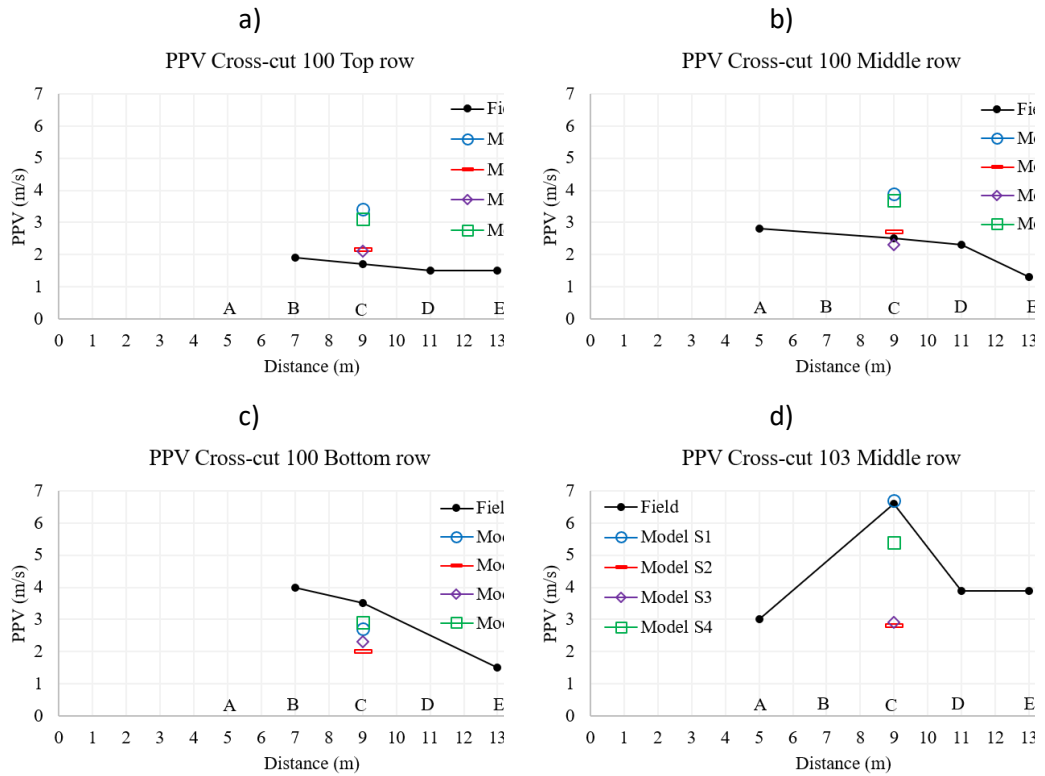 a)
PPV Cross-cut 100 Top row
7
6
5
4
3
2
1
0
PPV (m/s)
A B C D E
0 1 2 3 4 5 6 7 8 9 10 11 12 13
Distance (m)
b)
PPV Cross-cut 100 Middle row
7
6
5
4
3
2
1
0
PPV (m/s)
A B C D E
0 1 2 3 4 5 6 7 8 9 10 11 12 13
Distance (m)
c)
PPV Cross-cut 100 Bottom row
7
6
5
4
3
2
1
0
PPV (m/s)
Field
A B C D E
0 1 2 3 4 5 6 7 8 9 10 11 12 13
Distance (m)
d)
PPV Cross-cut 103 Middle row
7
6
5
4
3
2
1
0
PPV (m/s)
Field
Model S1
Model S2
Model S3
Model S4
A B C D E
0 1 2 3 4 5 6 7 8 9 10 11 12 13
Distance (m)